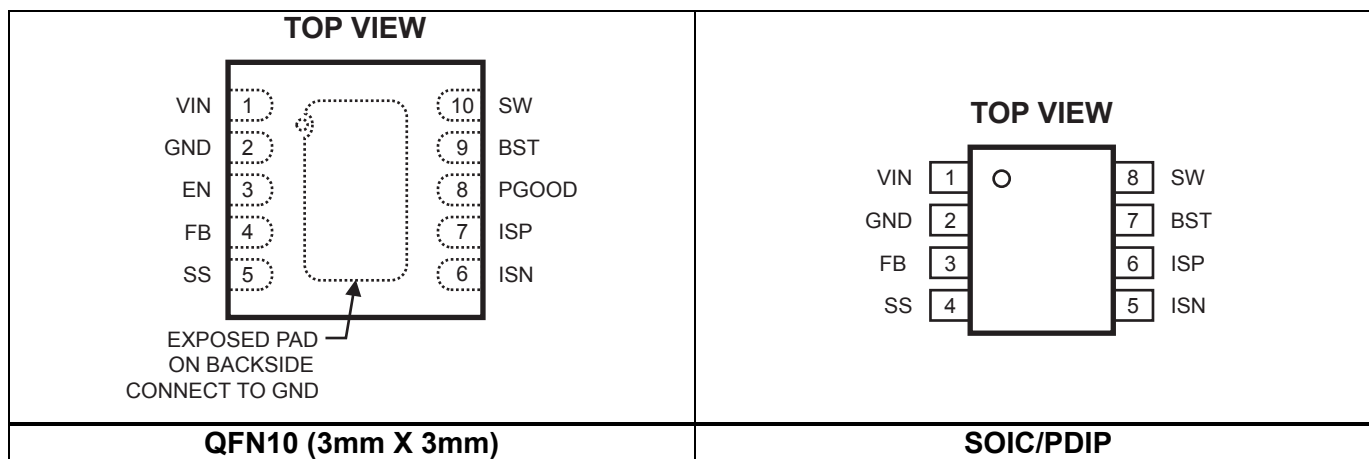 TOP VIEW
VIN 1 10 SW
GND 2 9 BST
EN 3 8 PGOOD
FB 4 7 ISP
SS 5 6 ISN
EXPOSED PAD
ON BACKSIDE
CONNECT TO GND
QFN10 (3mm X 3mm)
TOP VIEW
VIN 1 8 SW
GND 2 7 BST
FB 3 6 ISP
SS 4 5 ISN
SOIC/PDIP